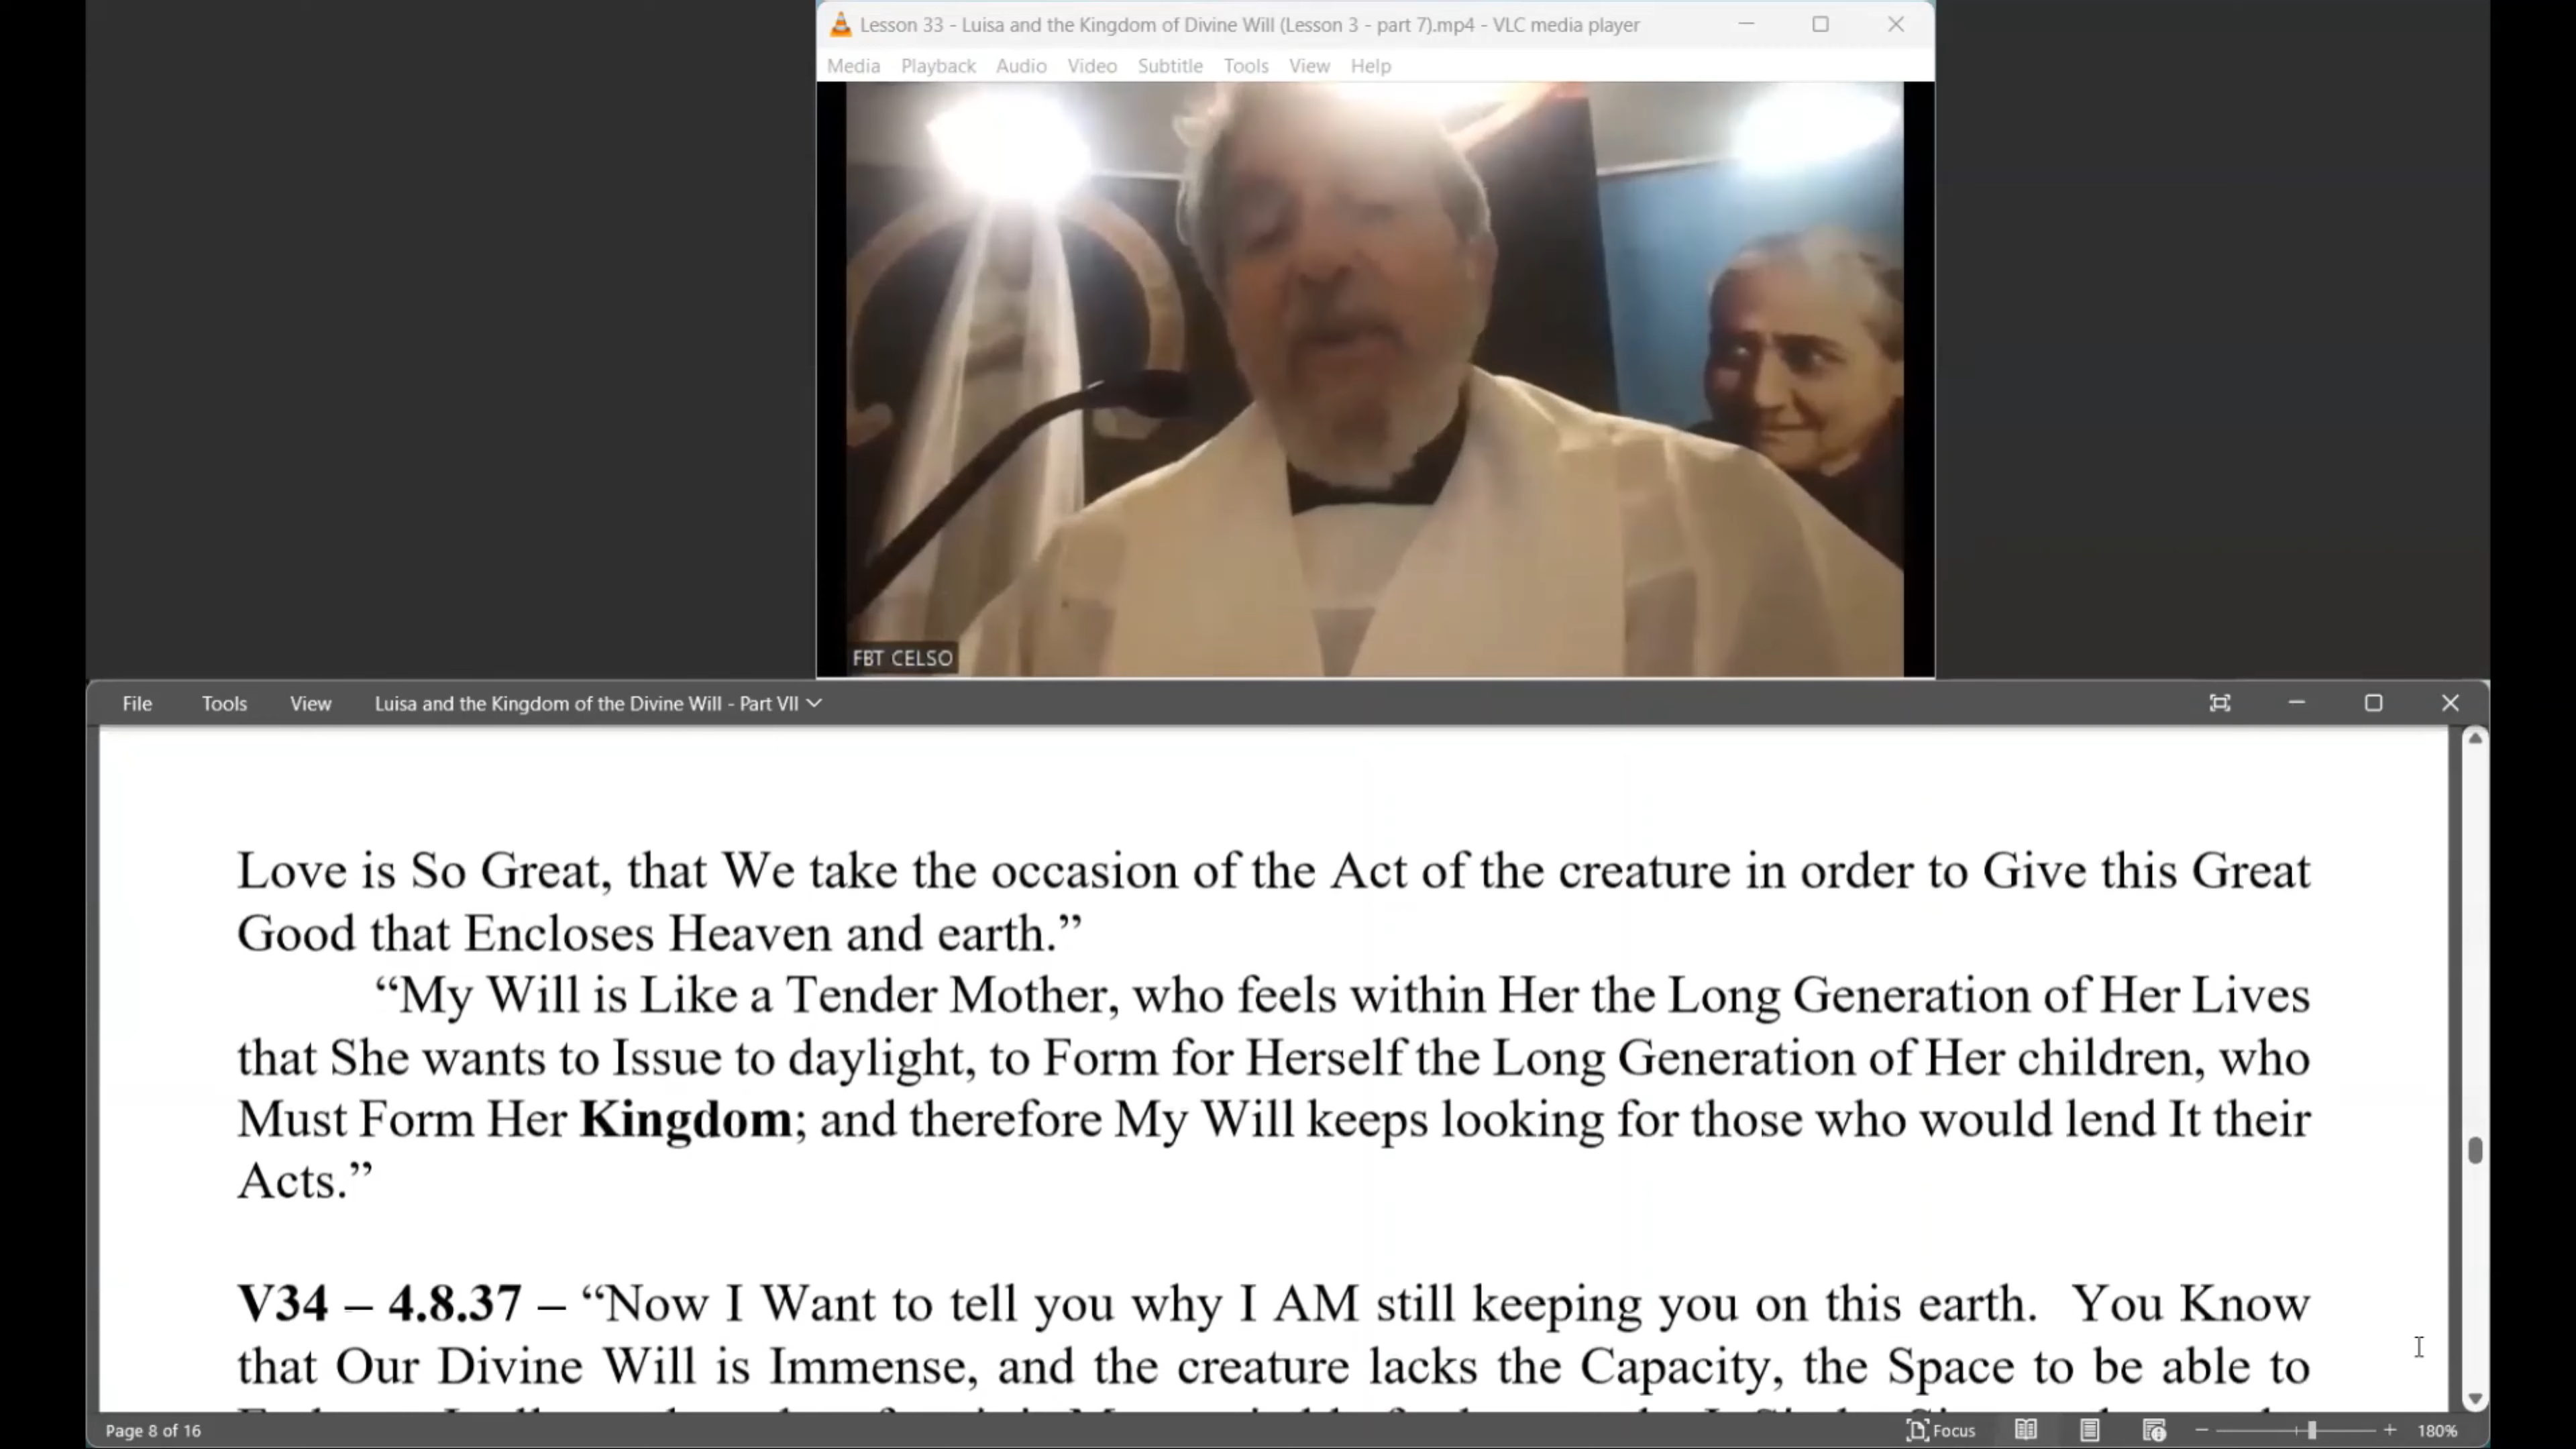 Lesson 33 - Luisa and the Kingdom of Divine Will (Lesson 3 - part 7).mp4 - VLC media player
Media Playback Audio Video Subtitle Tools View Help
FBT CELSO
File Tools View Luisa and the Kingdom of the Divine Will - Part VII
Love is So Great, that We take the occasion of the Act of the creature in order to Give this Great
Good that Encloses Heaven and earth.”
“My Will is Like a Tender Mother, who feels within Her the Long Generation of Her Lives
that She wants to Issue to daylight, to Form for Herself the Long Generation of Her children, who
Must Form Her Kingdom; and therefore My Will keeps looking for those who would lend It their
Acts.”
V34 – 4.8.37 – “Now I Want to tell you why I AM still keeping you on this earth. You Know
that Our Divine Will is Immense, and the creature lacks the Capacity, the Space to be able to
Page 8 of 16 Focus 180%